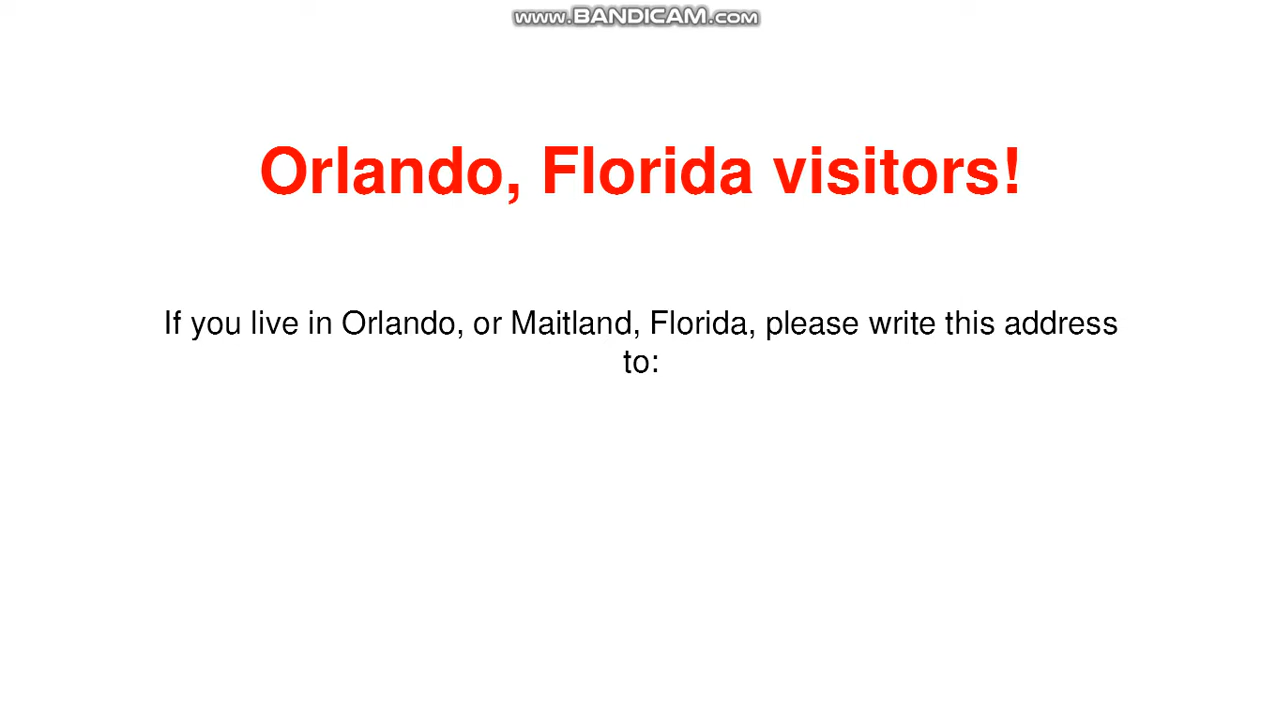 www.BANDICAM.com
Orlando, Florida visitors!
If you live in Orlando, or Maitland, Florida, please write this address
to: